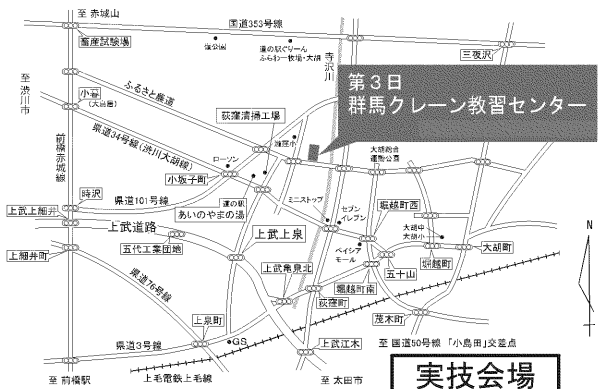 至 赤城山
国道353号線
畜産試験場
道の駅ぐりーん
ふらわー牧場・大胡
寺沢川
三夜沢
第3日
群馬クレーン教習センター
至 渋川市
小暮
ふるさと農道
荻窪清掃工場
前橋赤城線
県道34号線(渋川大胡線)
ローソン
大胡総合
運動公園
小坂子町
時沢
県道101号線
道の駅
あいのやまの湯
ミニストップ
セブン
イレブン
堀越町西
上武上細井
上武道路
大胡中
大胡小
五代工業団地
上武上泉
ベイシア
モール
大胡町
上細井町
堀越町
五十山
上武亀泉北
堀越町南
県道76号線
荻窪町
茂木町
上泉町
GS
上武江木
県道3号線
至 国道50号線 「小島田」交差点
至 前橋駅
上毛電鉄上毛線
至 太田市
N
実技会場